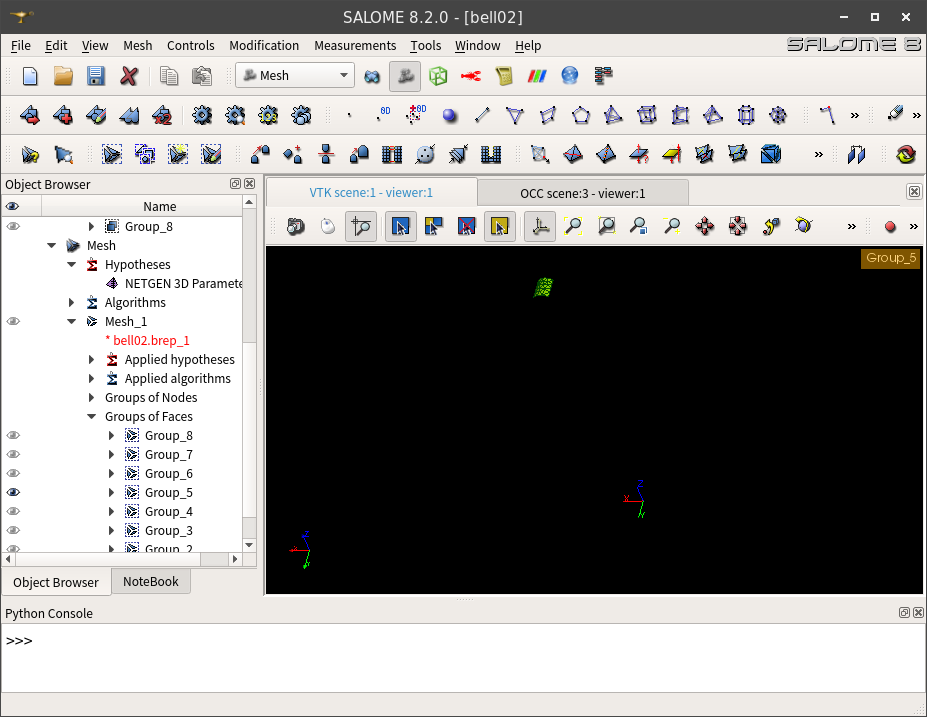 SALOME 8.2.0 - [bell02]
File Edit View Mesh Controls Modification Measurements Tools Window Help
SALOME 8
Mesh
0D
0D
»
»
»
Object Browser
Name
Group_8
Mesh
Hypotheses
NETGEN 3D Paramete
Algorithms
Mesh_1
* bell02.brep_1
Applied hypotheses
Applied algorithms
Groups of Nodes
Groups of Faces
Group_8
Group_7
Group_6
Group_5
Group_4
Group_3
Group_2
Object Browser
NoteBook
VTK scene:1 - viewer:1
OCC scene:3 - viewer:1
»
»
Group_5
Z
X
Y
Python Console
>>>